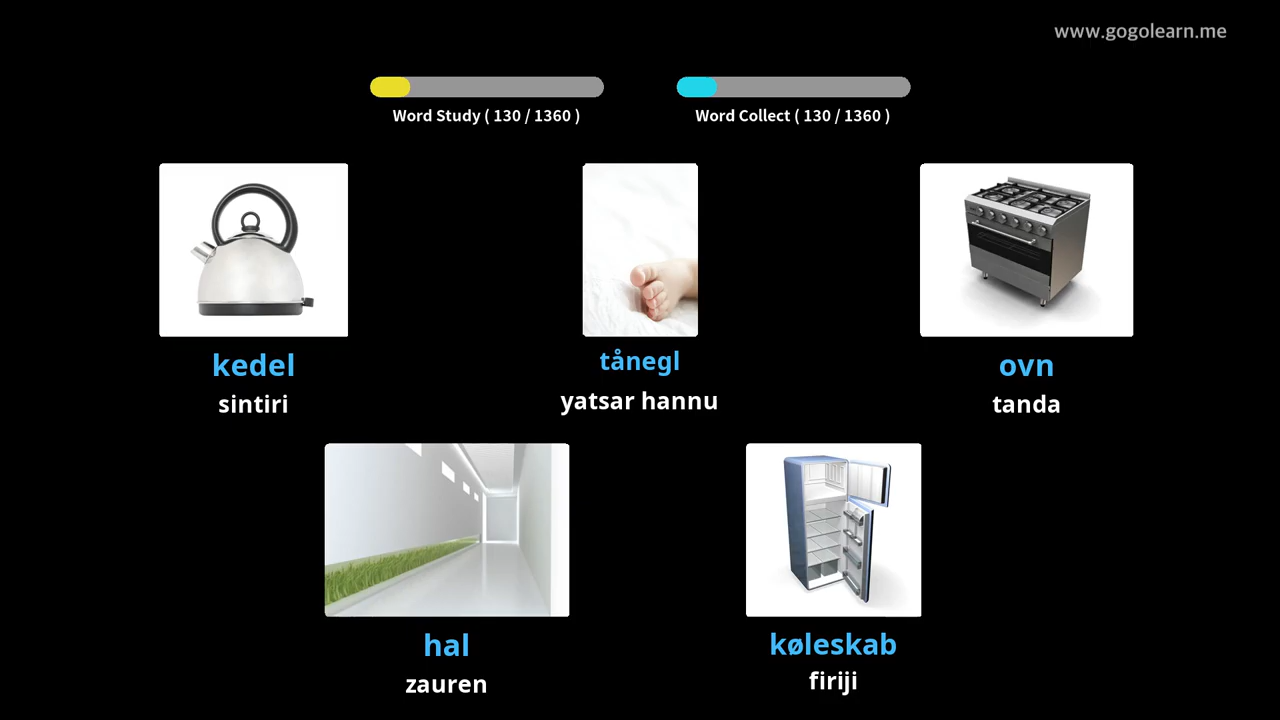 www.gogolearn.me
Word Study ( 130 / 1360 )
Word Collect ( 130 / 1360 )
kedel
sintiri
tånegl
yatsar hannu
ovn
tanda
hal
zauren
køleskab
firiji